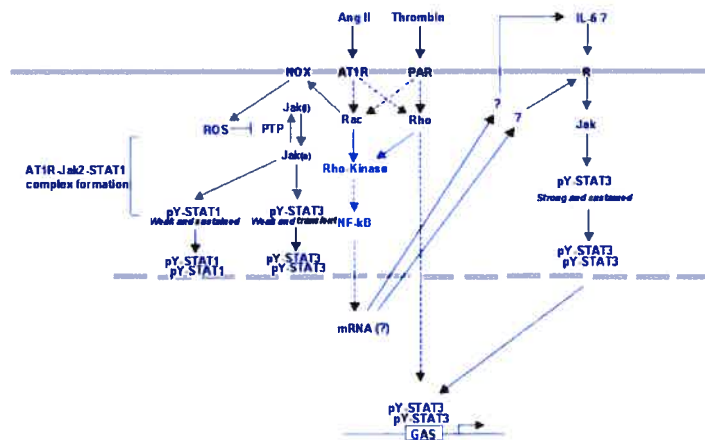 Ang II Thrombin IL-6 ?
NOX AT1R PAR R
Jak(i)
ROS PTP Rac Rho ? ? Jak
AT1R-Jak2-STAT1
complex formation
Jak(a) Rho-Kinase
pY-STAT3
Strong and sustained
pY-STAT1 pY-STAT3
Weak and sustained Weak and transient NF-kB
pY-STAT1 pY-STAT3 pY-STAT3
pY-STAT1 pY-STAT3 pY-STAT3
mRNA (?)
pY-STAT3
pY-STAT3
GAS